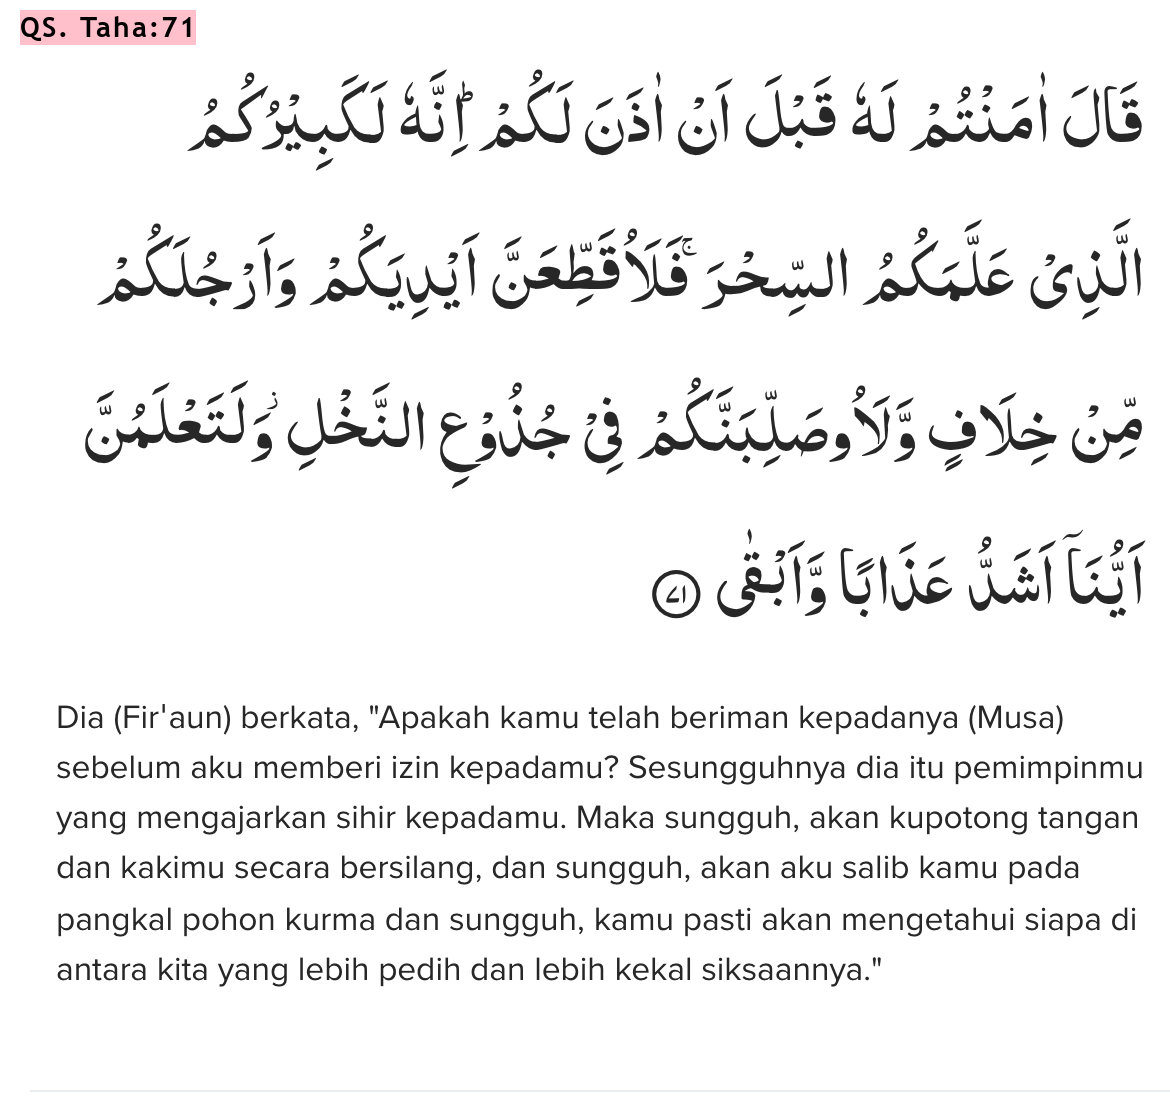 QS. Taha:71
قَالَ اٰمَنْتُمْ لَهٗ قَبْلَ اَنْ اٰذَنَ لَكُمْۗ اِنَّهٗ لَكَبِيْرُكُمُ
الَّذِيْ عَلَّمَكُمُ السِّحْرَۚ فَلَاُقَطِّعَنَّ اَيْدِيَكُمْ وَاَرْجُلَكُمْ
مِّنْ خِلَافٍ وَّلَاُوصَلِّبَنَّكُمْ فِيْ جُذُوْعِ النَّخْلِۖ وَلَتَعْلَمُنَّ
اَيُّنَآ اَشَدُّ عَذَابًا وَّاَبْقٰى ٧١
Dia (Fir'aun) berkata, "Apakah kamu telah beriman kepadanya (Musa)
sebelum aku memberi izin kepadamu? Sesungguhnya dia itu pemimpinmu
yang mengajarkan sihir kepadamu. Maka sungguh, akan kupotong tangan
dan kakimu secara bersilang, dan sungguh, akan aku salib kamu pada
pangkal pohon kurma dan sungguh, kamu pasti akan mengetahui siapa di
antara kita yang lebih pedih dan lebih kekal siksaannya."